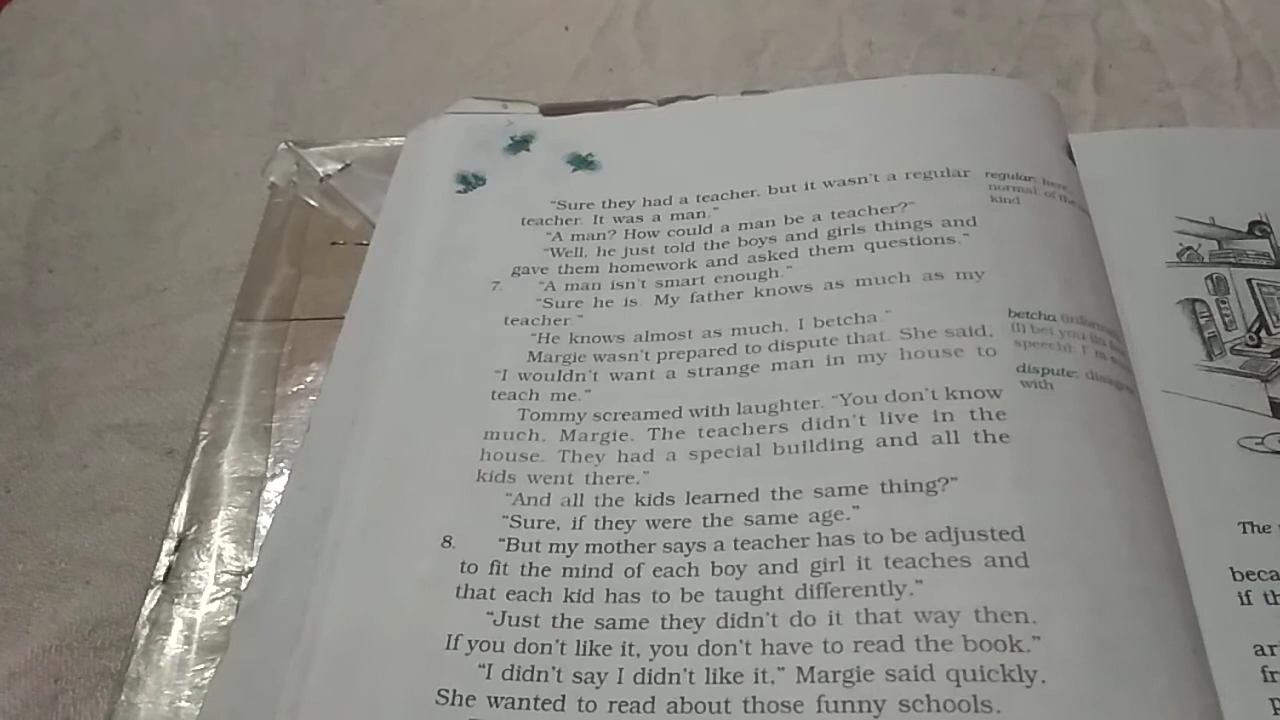 "Sure they had a teacher, but it wasn't a regular
teacher. It was a man."
"A man? How could a man be a teacher?"
"Well, he just told the boys and girls things and
gave them homework and asked them questions."
7. "A man isn't smart enough."
"Sure he is. My father knows as much as my
teacher."
"He knows almost as much, I betcha."
Margie wasn't prepared to dispute that. She said,
"I wouldn't want a strange man in my house to
teach me."
Tommy screamed with laughter. "You don't know
much, Margie. The teachers didn't live in the
house. They had a special building and all the
kids went there."
"And all the kids learned the same thing?"
"Sure, if they were the same age."
8. "But my mother says a teacher has to be adjusted
to fit the mind of each boy and girl it teaches and
that each kid has to be taught differently."
"Just the same they didn't do it that way then.
If you don't like it, you don't have to read the book."
"I didn't say I didn't like it," Margie said quickly.
She wanted to read about those funny schools.
regular: here,
normal; of the
kind
betcha
(I) bet you
speech):
dispute:
with
The
if